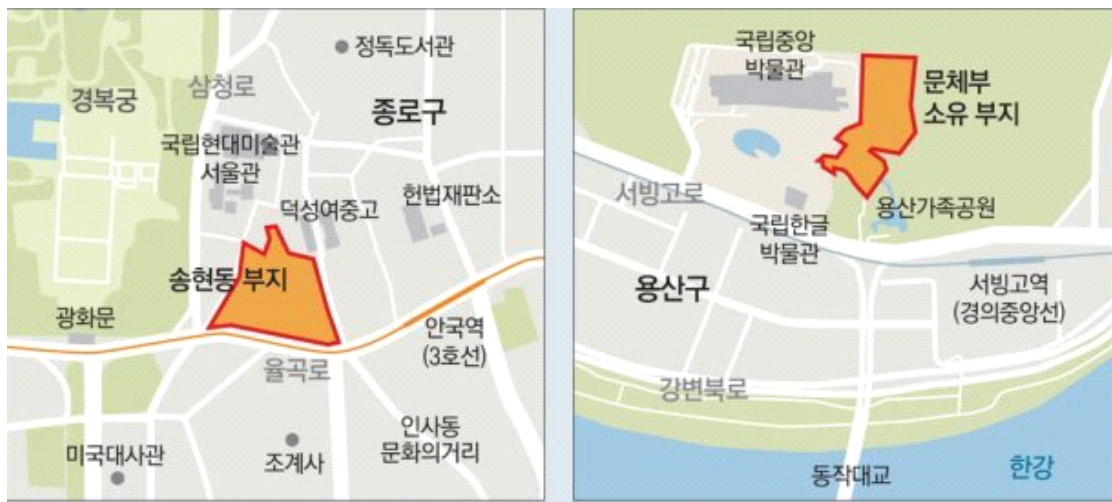 정독도서관
삼청로
경복궁
종로구
국립현대미술관
서울관
덕성여중고
헌법재판소
송현동 부지
광화문
안국역
(3호선)
율곡로
미국대사관
조계사
인사동
문화의거리
국립중앙
박물관
문체부
소유 부지
서빙고로
국립한글
박물관
용산가족공원
용산구
서빙고역
(경의중앙선)
강변북로
동작대교
한강